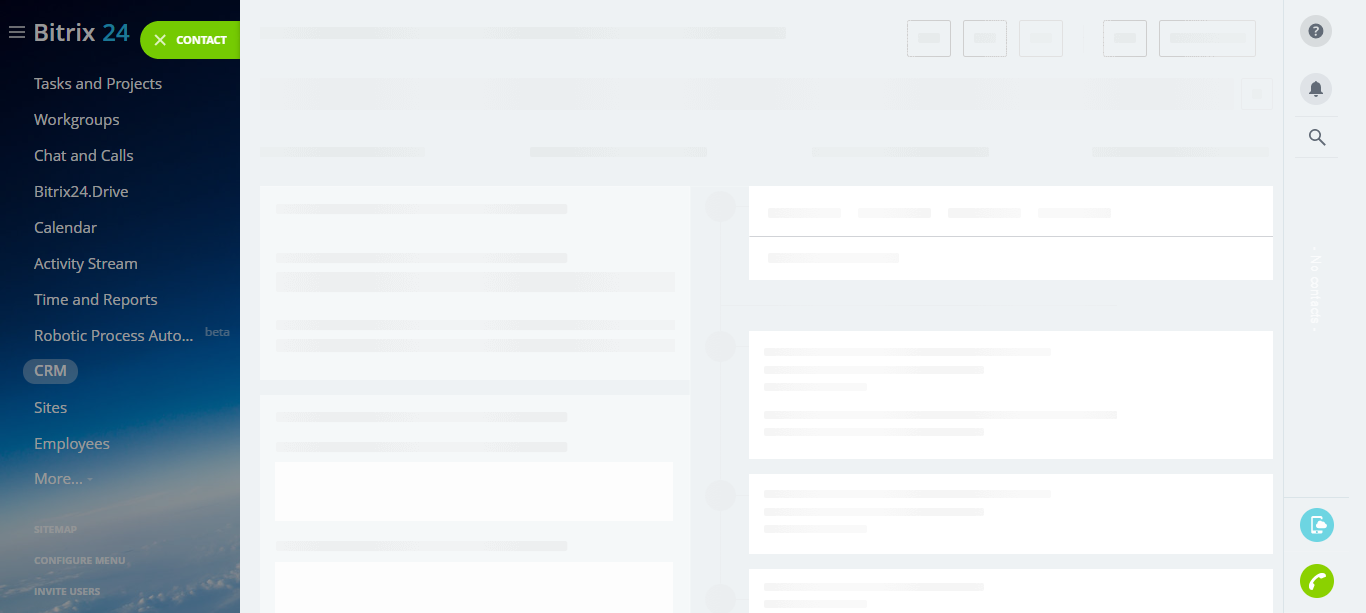 Bitrix 24
CONTACT
Tasks and Projects
Workgroups
Chat and Calls
Bitrix24.Drive
Calendar
Activity Stream
Time and Reports
Robotic Process Auto... beta
CRM
Sites
Employees
More... -
SITEMAP
CONFIGURE MENU
INVITE USERS
- No contacts -